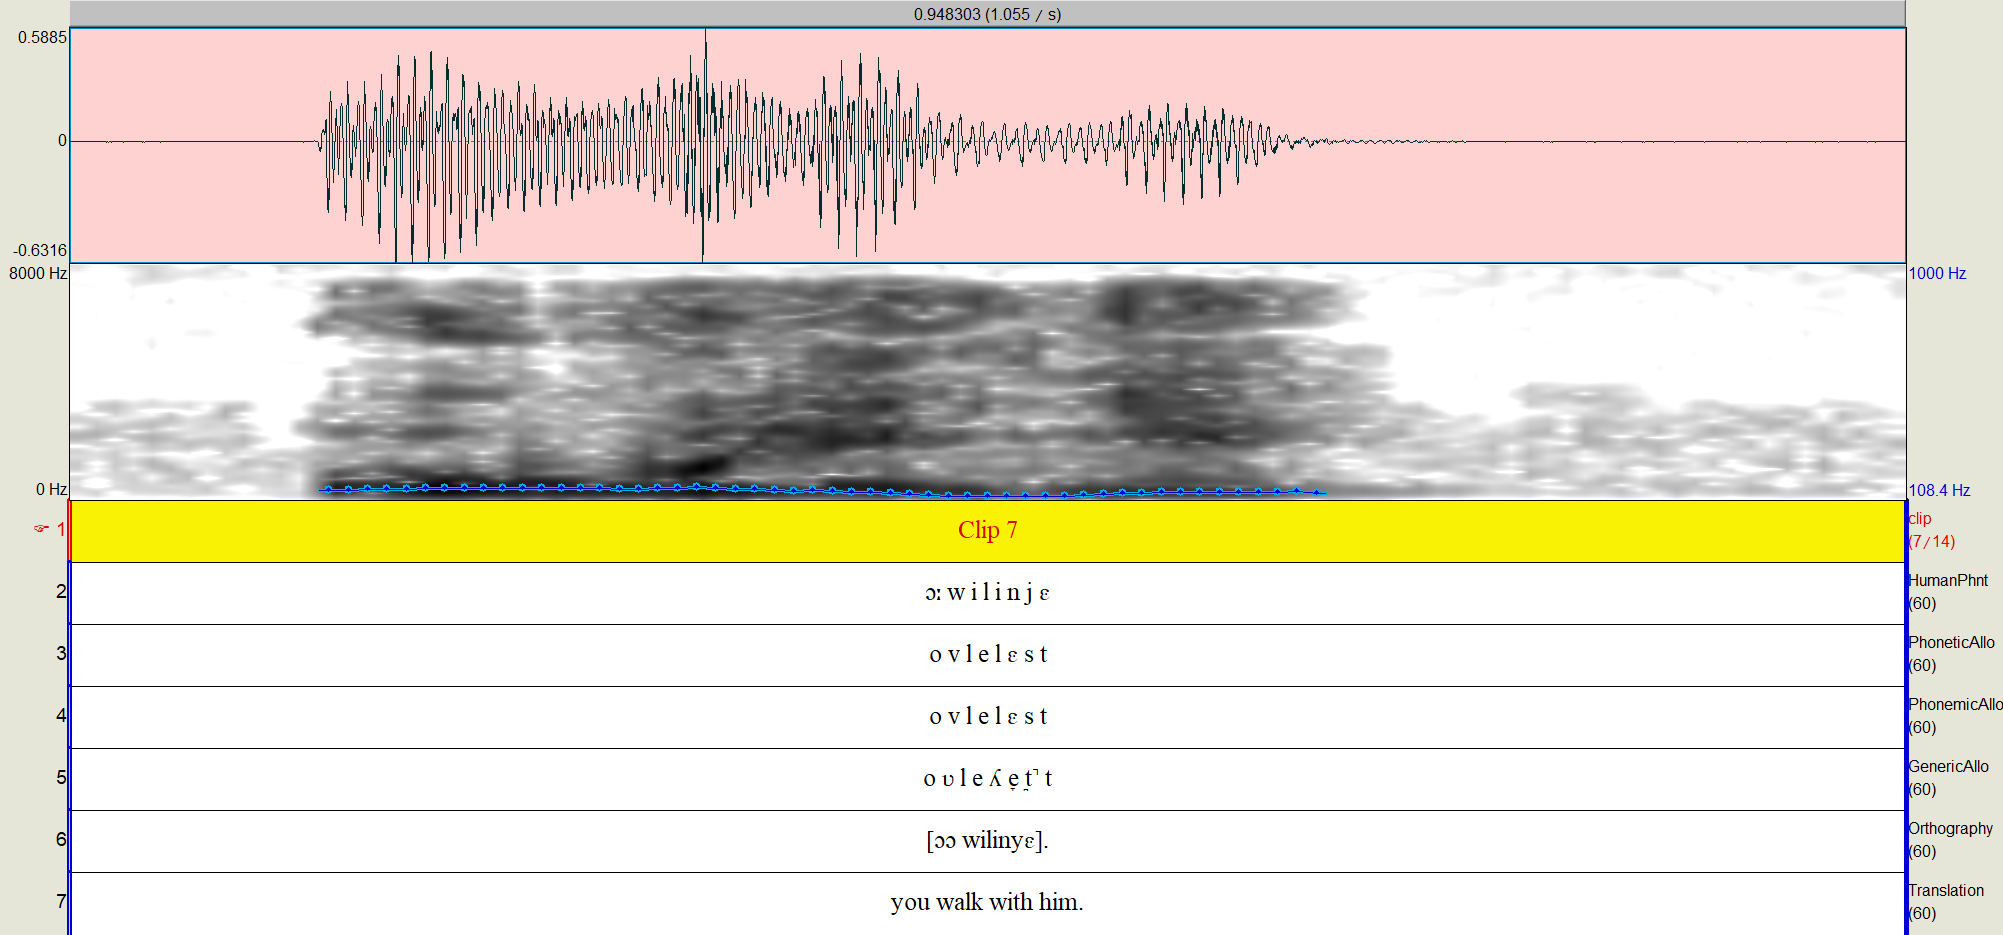 0.948303 (1.055 / s)
0.5885
0
-0.6316
8000 Hz
1000 Hz
0 Hz
108.4 Hz
☞ 1 Clip 7 clip (7/14)
2 ɔː w i l i n j ɛ HumanPhnt (60)
3 o v l e l ɛ s t PhoneticAllo (60)
4 o v l e l ɛ s t PhonemicAllo (60)
5 o ʋ l e ʎ e̞ t̪̚ t GenericAllo (60)
6 [ɔɔ wilinyɛ]. Orthography (60)
7 you walk with him. Translation (60)